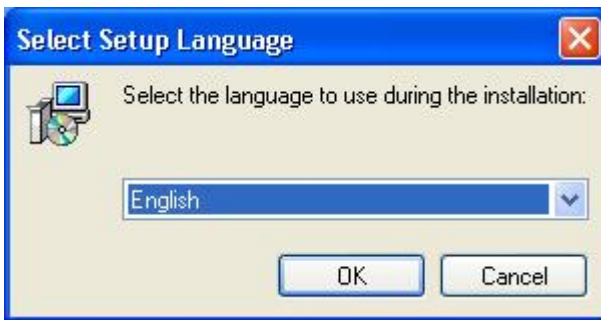 Select Setup Language
Select the language to use during the installation:
English
OK
Cancel